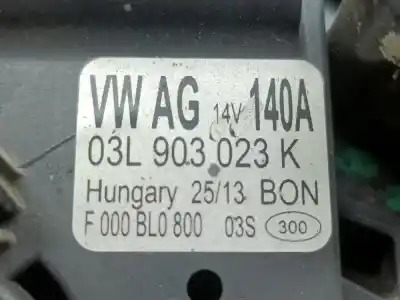 VW AG 14V 140A
03L 903 023 K
Hungary 25/13 BON
F 000 BL0 800 03S 300